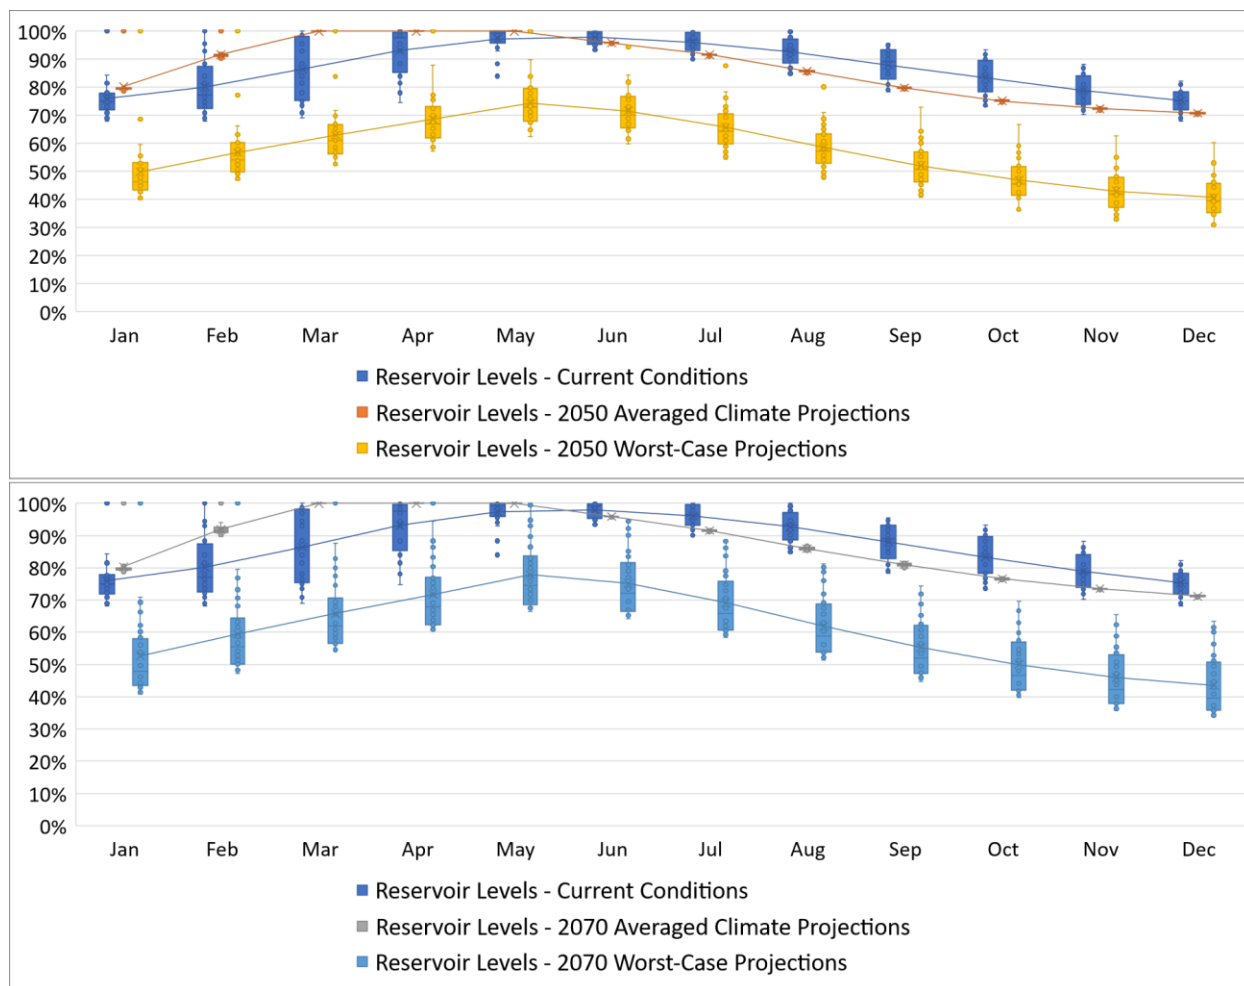 100%
90%
80%
70%
60%
50%
40%
30%
20%
10%
0%
Jan Feb Mar Apr May Jun Jul Aug Sep Oct Nov Dec
Reservoir Levels - Current Conditions
Reservoir Levels - 2050 Averaged Climate Projections
Reservoir Levels - 2050 Worst-Case Projections
100%
90%
80%
70%
60%
50%
40%
30%
20%
10%
0%
Jan Feb Mar Apr May Jun Jul Aug Sep Oct Nov Dec
Reservoir Levels - Current Conditions
Reservoir Levels - 2070 Averaged Climate Projections
Reservoir Levels - 2070 Worst-Case Projections